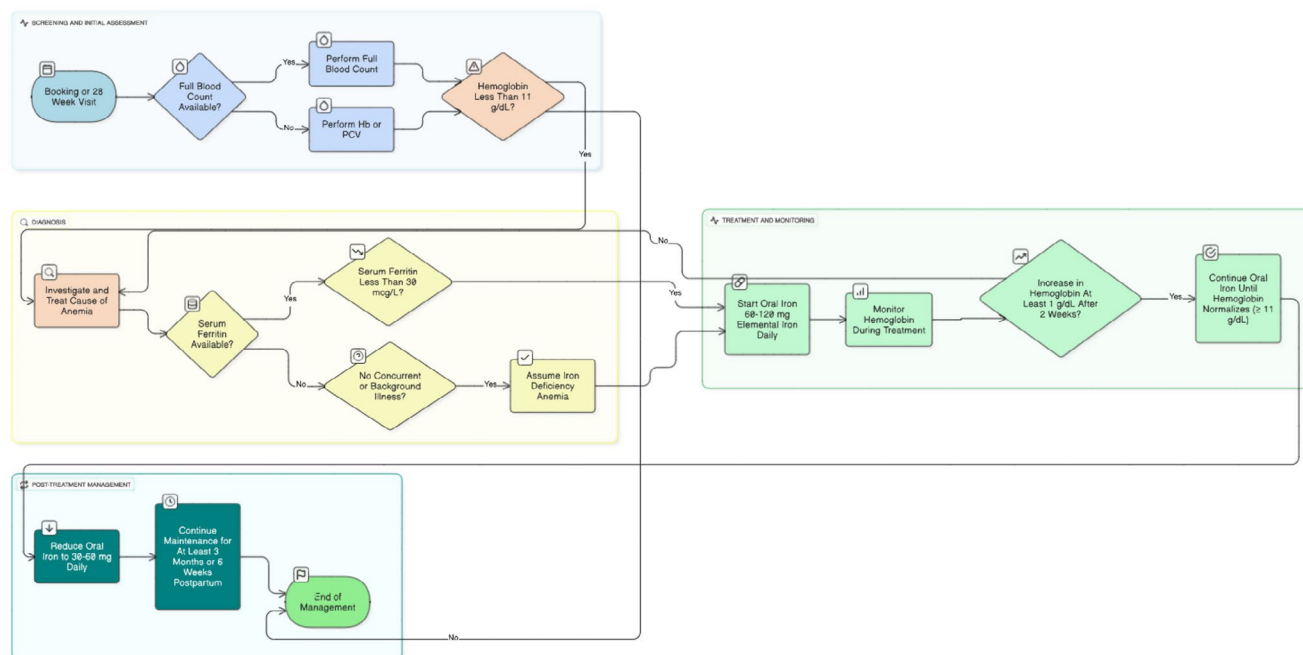 SCREENING AND INITIAL ASSESSMENT
Booking or 28
Week Visit
Full Blood
Count
Available?
Yes
No
Perform Full
Blood Count
Perform Hb or
PCV
Hemoglobin
Less Than 11
g/dL?
Yes
DIAGNOSIS
Investigate and
Treat Cause of
Anemia
Serum
Ferritin
Available?
Yes
No
Serum Ferritin
Less Than 30
mcg/L?
No Concurrent
or Background
Illness?
Yes
Assume Iron
Deficiency
Anemia
No
Yes
TREATMENT AND MONITORING
Start Oral Iron
60-120 mg
Elemental Iron
Daily
Monitor
Hemoglobin
During Treatment
Increase in
Hemoglobin At
Least 1 g/dL After
2 Weeks?
Yes
Continue Oral
Iron Until
Hemoglobin
Normalizes (≥ 11
g/dL)
POST-TREATMENT MANAGEMENT
Reduce Oral
Iron to 30-60 mg
Daily
Continue
Maintenance for
At Least 3
Months or 6
Weeks
Postpartum
End of
Management
No